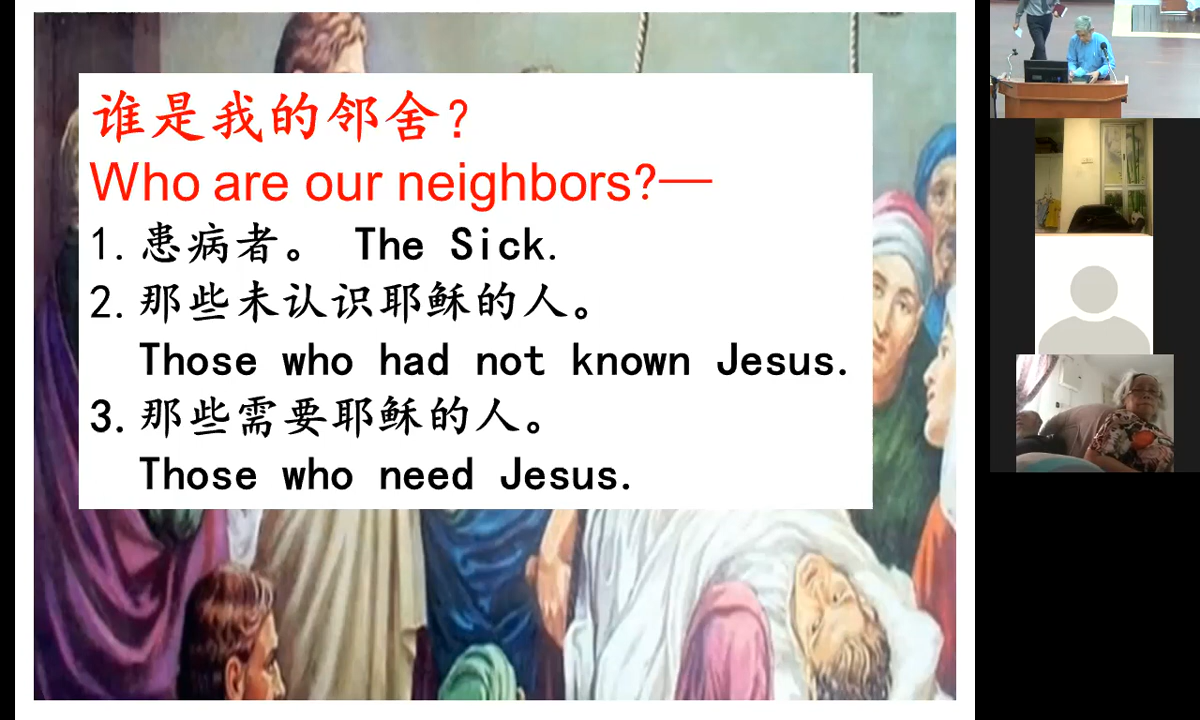 谁是我的邻舍?
Who are our neighbors?—
1. 患病者。 The Sick.
2. 那些未认识耶稣的人。
Those who had not known Jesus.
3. 那些需要耶稣的人。
Those who need Jesus.